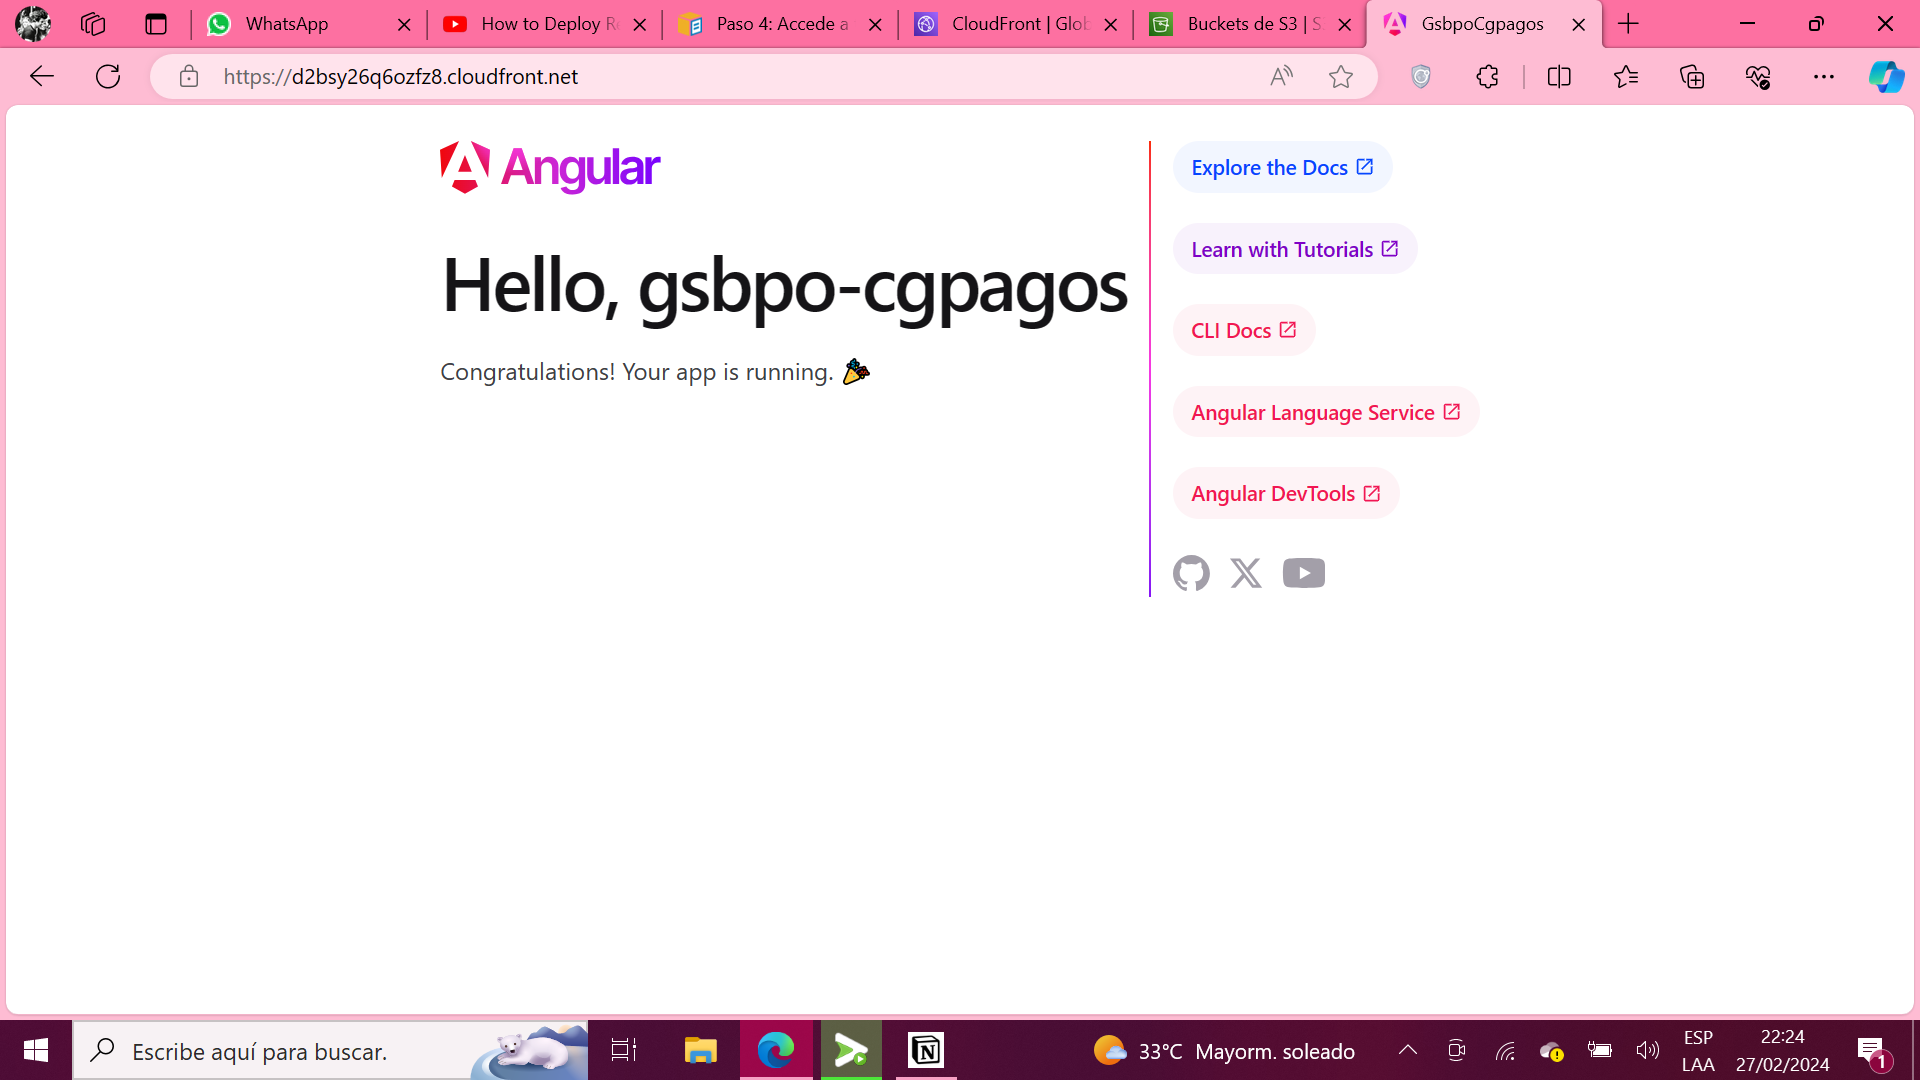 WhatsApp
How to Deploy Re
Paso 4: Accede a
CloudFront | Glob
Buckets de S3 | S
GsbpoCgpagos
https://d2bsy26q6ozfz8.cloudfront.net
Angular
Hello, gsbpo-cgpagos
Congratulations! Your app is running. 🎉
Explore the Docs
Learn with Tutorials
CLI Docs
Angular Language Service
Angular DevTools
Escribe aquí para buscar.
33°C Mayorm. soleado
ESP
LAA
22:24
27/02/2024
1